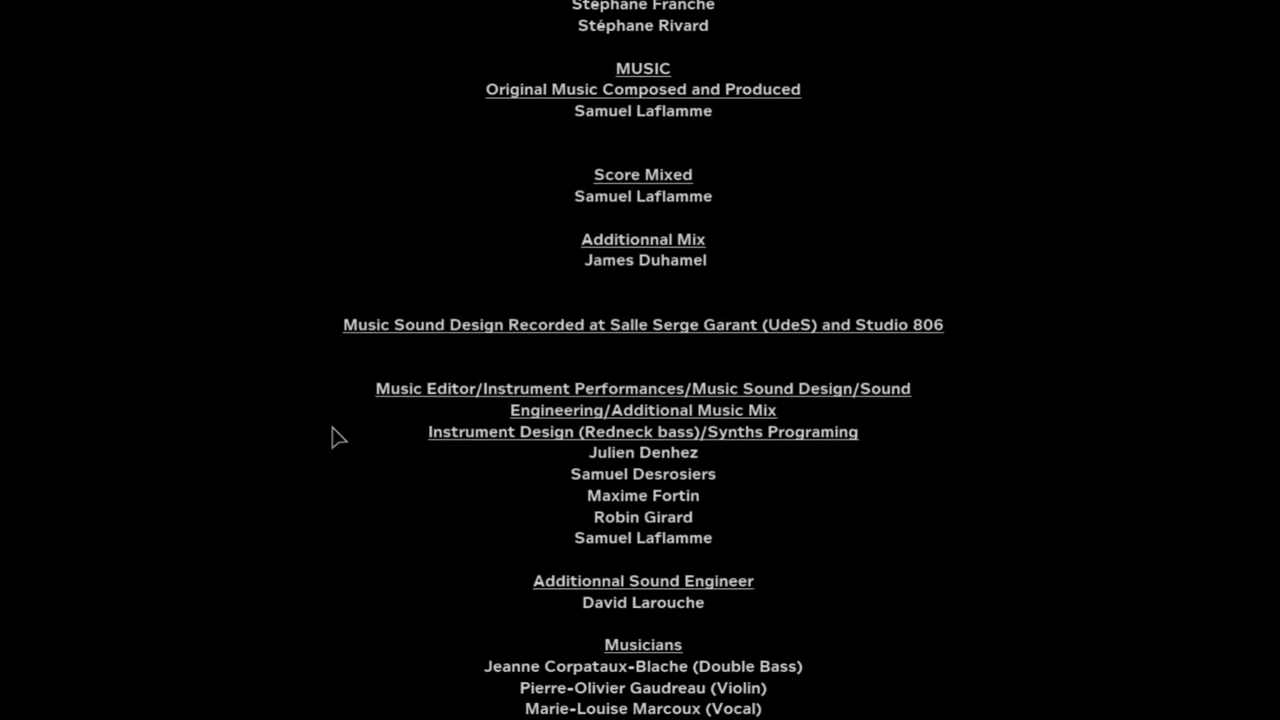 Stéphane Franche
Stéphane Rivard
MUSIC
Original Music Composed and Produced
Samuel Laflamme
Score Mixed
Samuel Laflamme
Additionnal Mix
James Duhamel
Music Sound Design Recorded at Salle Serge Garant (UdeS) and Studio 806
Music Editor/Instrument Performances/Music Sound Design/Sound
Engineering/Additional Music Mix
Instrument Design (Redneck bass)/Synths Programing
Julien Denhez
Samuel Desrosiers
Maxime Fortin
Robin Girard
Samuel Laflamme
Additionnal Sound Engineer
David Larouche
Musicians
Jeanne Corpataux-Blache (Double Bass)
Pierre-Olivier Gaudreau (Violin)
Marie-Louise Marcoux (Vocal)